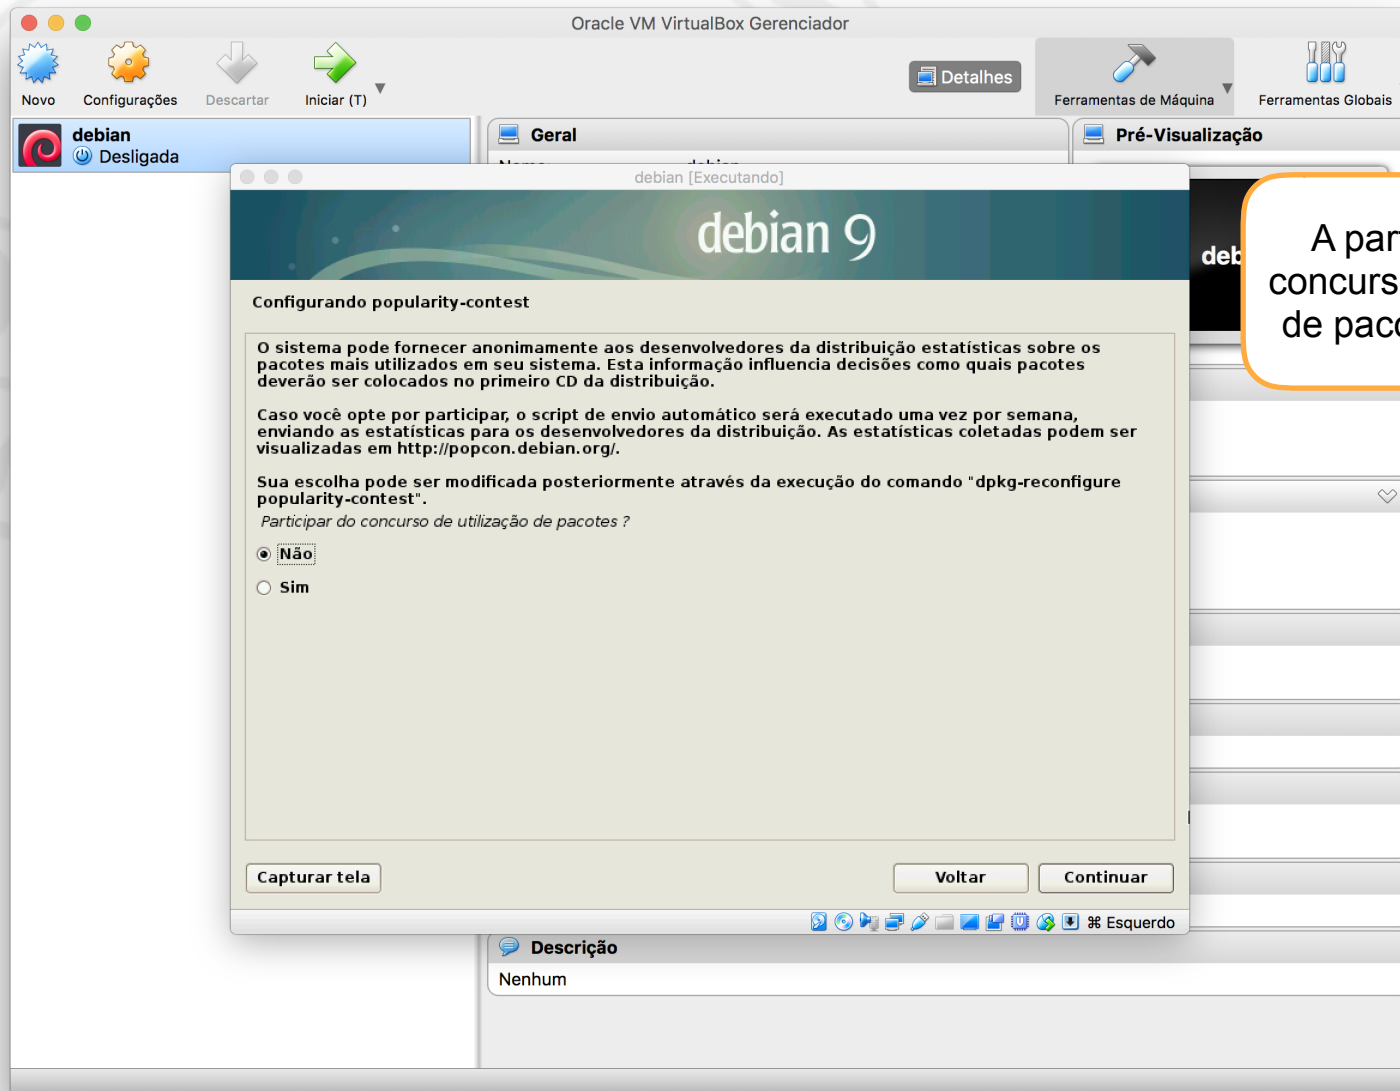 Oracle VM VirtualBox Gerenciador
Novo
Configurações
Descartar
Iniciar (T)
Detalhes
Ferramentas de Máquina
Ferramentas Globais
debian
Desligada
Geral
Pré-Visualização
debian [Executando]
debian 9
deb
A par
concurs
de pac
Configurando popularity-contest
O sistema pode fornecer anonimamente aos desenvolvedores da distribuição estatísticas sobre os
pacotes mais utilizados em seu sistema. Esta informação influencia decisões como quais pacotes
deverão ser colocados no primeiro CD da distribuição.
Caso você opte por participar, o script de envio automático será executado uma vez por semana,
enviando as estatísticas para os desenvolvedores da distribuição. As estatísticas coletadas podem ser
visualizadas em http://popcon.debian.org/.
Sua escolha pode ser modificada posteriormente através da execução do comando "dpkg-reconfigure
popularity-contest".
Participar do concurso de utilização de pacotes ?
Não
Sim
Capturar tela
Voltar
Continuar
⌘ Esquerdo
Descrição
Nenhum